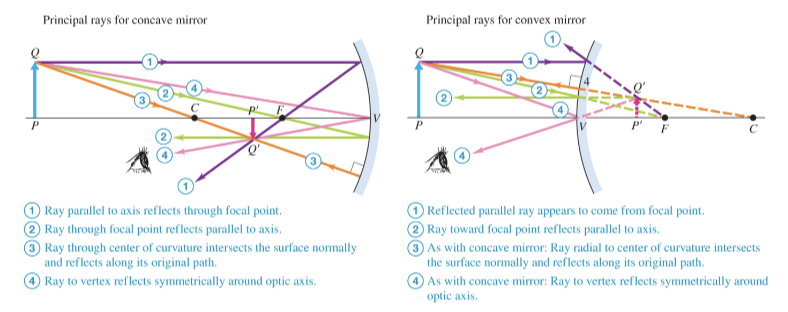 Principal rays for concave mirror
Q
1
2
4
3
C
P'
F
P
V
2
4
Q'
3
1
1 Ray parallel to axis reflects through focal point.
2 Ray through focal point reflects parallel to axis.
3 Ray through center of curvature intersects the surface normally
and reflects along its original path.
4 Ray to vertex reflects symmetrically around optic axis.
Principal rays for convex mirror
1
Q
1
3
4
2
Q'
2
4
P
V
P'
F
C
4
1 Reflected parallel ray appears to come from focal point.
2 Ray toward focal point reflects parallel to axis.
3 As with concave mirror: Ray radial to center of curvature intersects
the surface normally and reflects along its original path.
4 As with concave mirror: Ray to vertex reflects symmetrically around
optic axis.